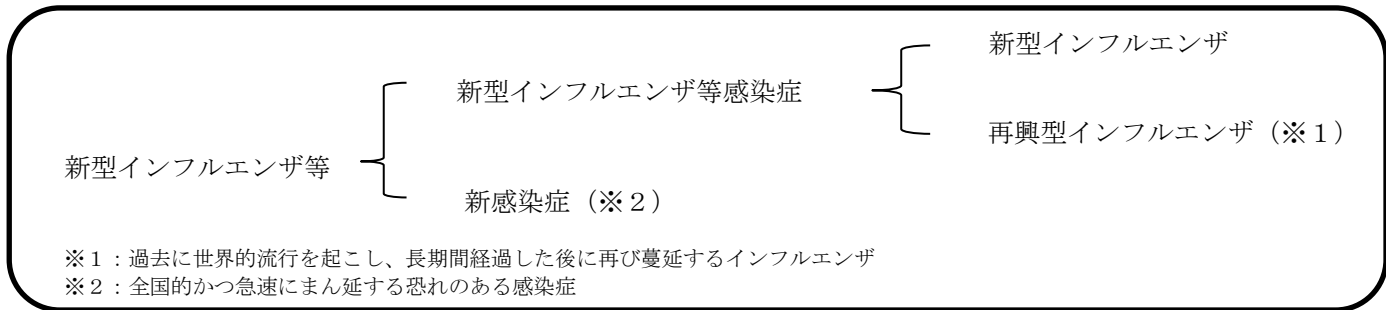 新型インフルエンザ
新型インフルエンザ等感染症
再興型インフルエンザ（※１）
新型インフルエンザ等
新感染症（※２）
※１：過去に世界的流行を起こし、長期間経過した後に再び蔓延するインフルエンザ
※２：全国的かつ急速にまん延する恐れのある感染症